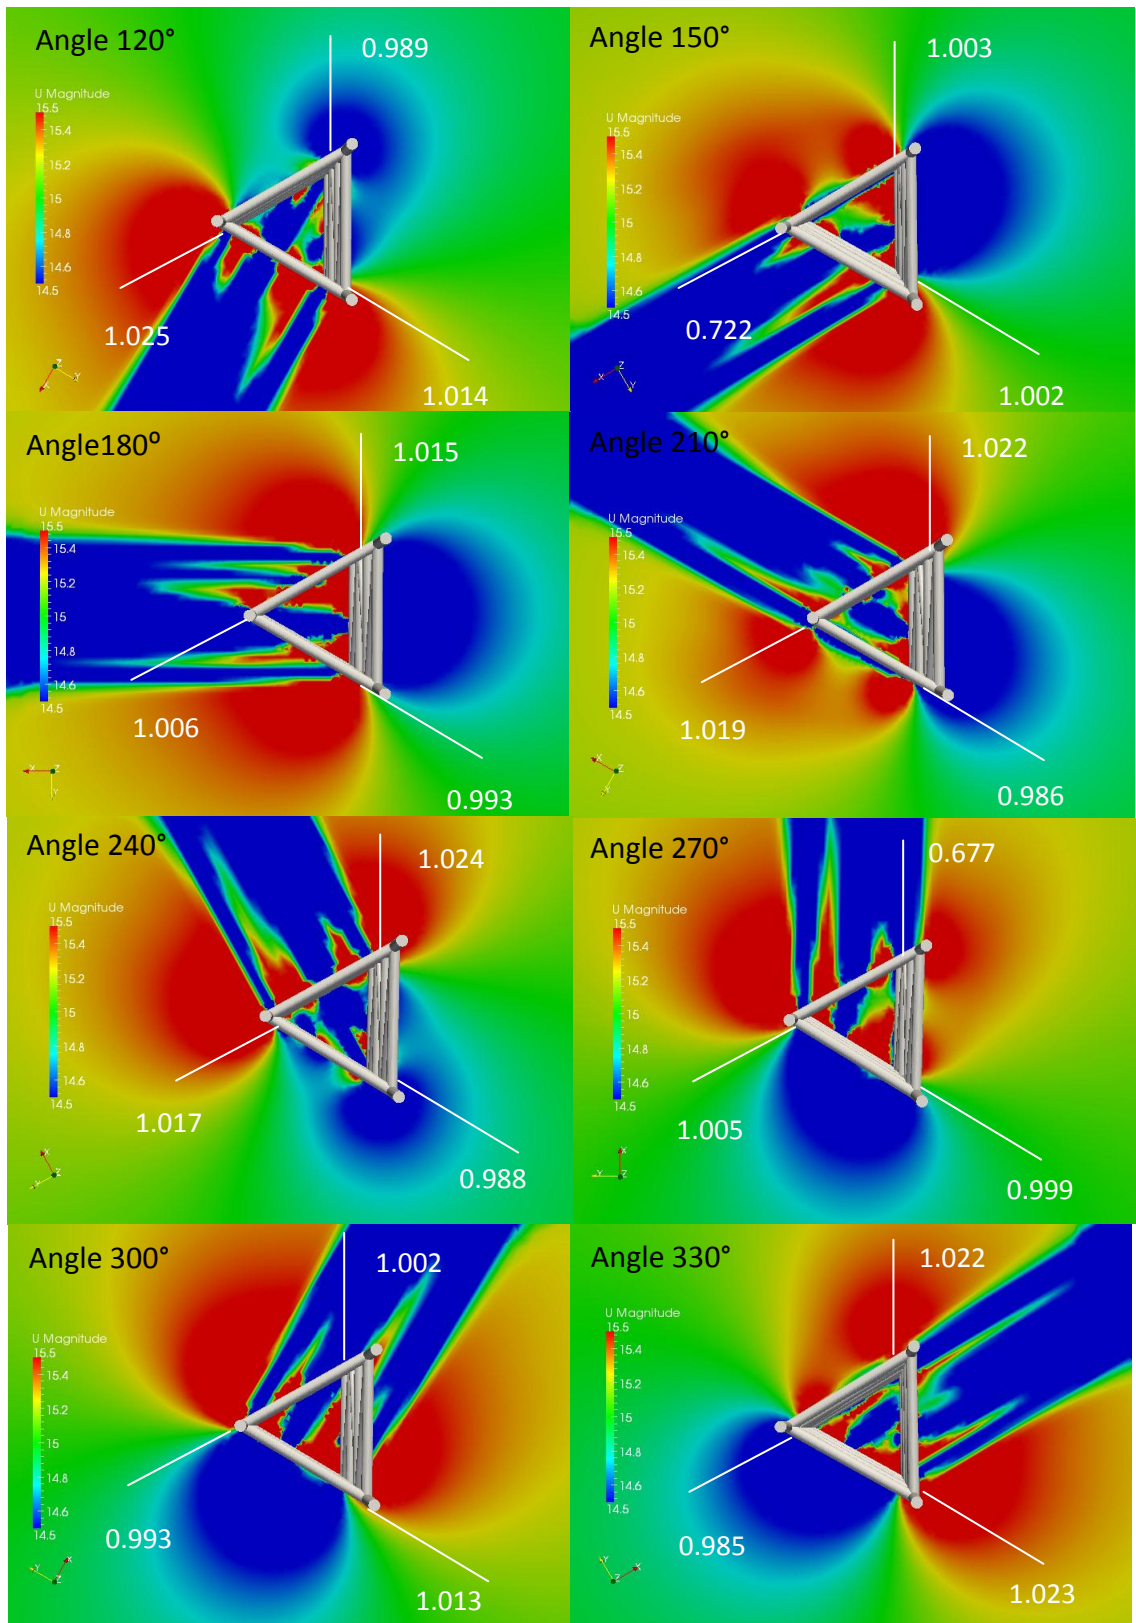 Angle 120°
0.989
U Magnitude
15.5
15.4
15.2
15
14.8
14.6
14.5
1.025
1.014
X
Y
Z
Angle 150°
1.003
U Magnitude
15.5
15.4
15.2
15
14.8
14.6
14.5
0.722
1.002
X
Y
Z
Angle180º
1.015
U Magnitude
15.5
15.4
15.2
15
14.8
14.6
14.5
1.006
0.993
X
Z
Y
Angle 210°
1.022
U Magnitude
15.5
15.4
15.2
15
14.8
14.6
14.5
1.019
0.986
X
Z
Y
Angle 240°
1.024
U Magnitude
15.5
15.4
15.2
15
14.8
14.6
14.5
1.017
0.988
X
Z
Y
Angle 270°
0.677
U Magnitude
15.5
15.4
15.2
15
14.8
14.6
14.5
1.005
0.999
X
Y
Z
Angle 300°
1.002
U Magnitude
15.5
15.4
15.2
15
14.8
14.6
14.5
0.993
1.013
Y
X
Z
Angle 330°
1.022
U Magnitude
15.5
15.4
15.2
15
14.8
14.6
14.5
0.985
1.023
Y
X
Z